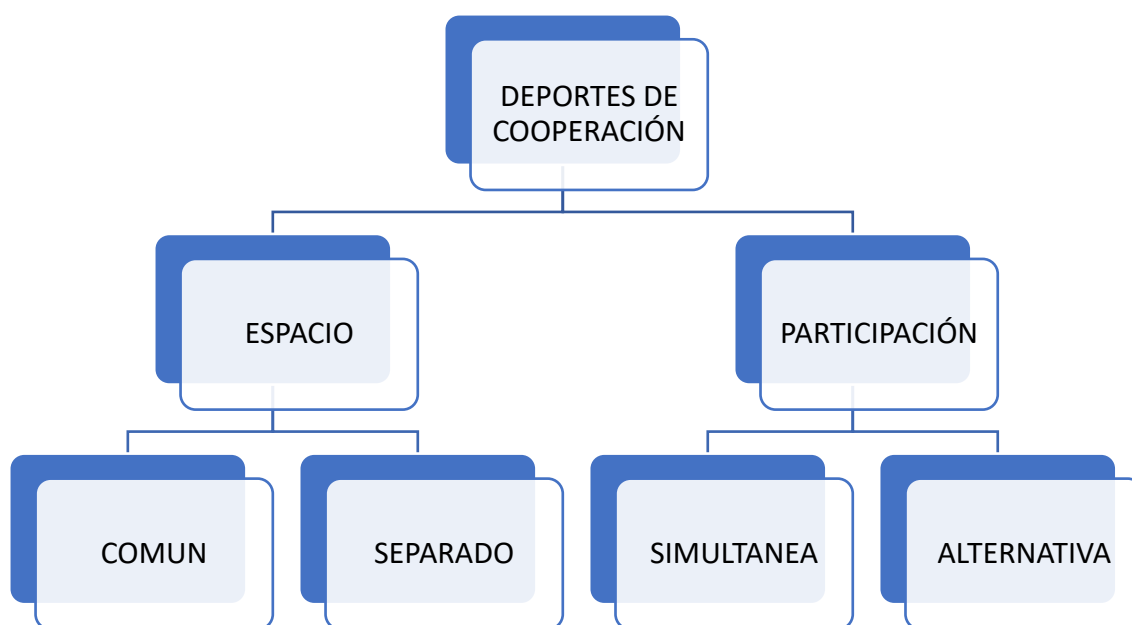 DEPORTES DE
COOPERACIÓN
ESPACIO
PARTICIPACIÓN
COMUN
SEPARADO
SIMULTANEA
ALTERNATIVA